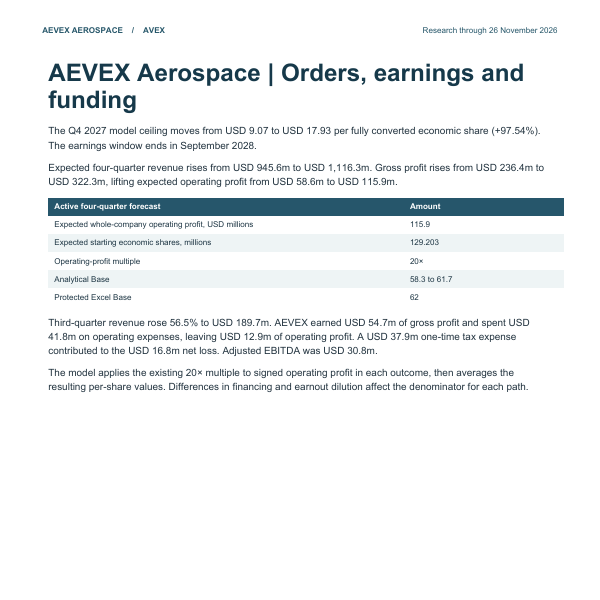 AEVEX AEROSPACE / AVEX
Research through 26 November 2026
AEVEX Aerospace | Orders, earnings and
funding
The Q4 2027 model ceiling moves from USD 9.07 to USD 17.93 per fully converted economic share (+97.54%).
The earnings window ends in September 2028.
Expected four-quarter revenue rises from USD 945.6m to USD 1,116.3m. Gross profit rises from USD 236.4m to
USD 322.3m, lifting expected operating profit from USD 58.6m to USD 115.9m.
Active four-quarter forecast Amount
Expected whole-company operating profit, USD millions 115.9
Expected starting economic shares, millions 129.203
Operating-profit multiple 20×
Analytical Base 58.3 to 61.7
Protected Excel Base 62
Third-quarter revenue rose 56.5% to USD 189.7m. AEVEX earned USD 54.7m of gross profit and spent USD
41.8m on operating expenses, leaving USD 12.9m of operating profit. A USD 37.9m one-time tax expense
contributed to the USD 16.8m net loss. Adjusted EBITDA was USD 30.8m.
The model applies the existing 20× multiple to signed operating profit in each outcome, then averages the
resulting per-share values. Differences in financing and earnout dilution affect the denominator for each path.